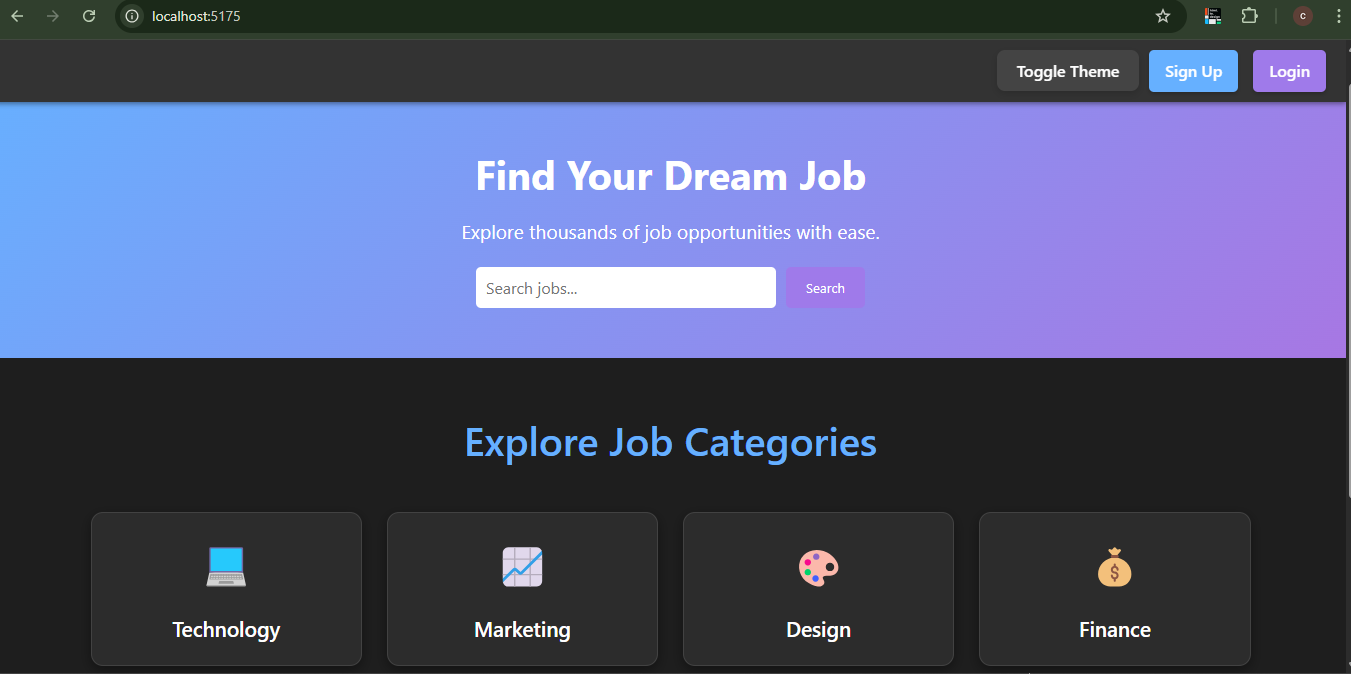 localhost:5175
C
Toggle Theme
Sign Up
Login
Find Your Dream Job
Explore thousands of job opportunities with ease.
Search jobs...
Search
Explore Job Categories
Technology
Marketing
Design
Finance